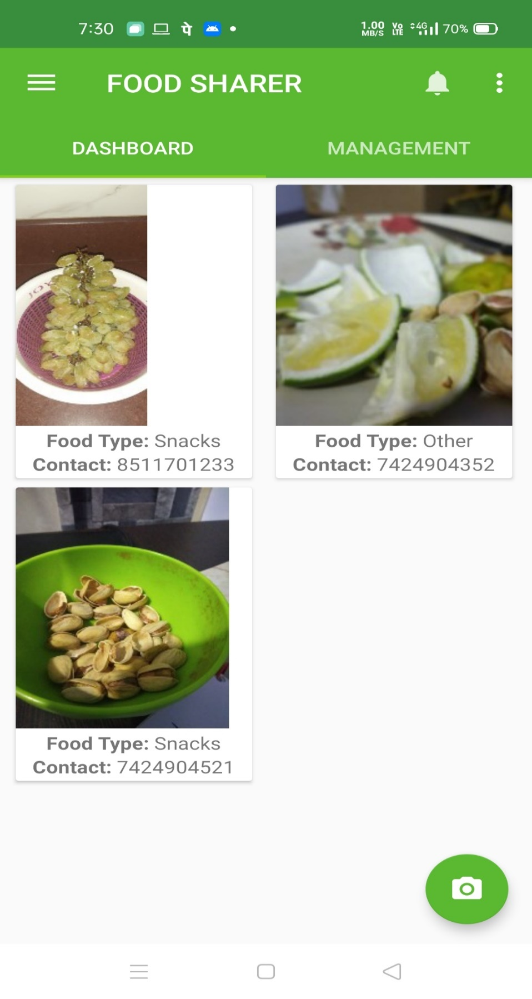 7:30 पे 1.00 MB/S Vo LTE 4G 70%
FOOD SHARER
DASHBOARD MANAGEMENT
JOY
Food Type: Snacks
Contact: 8511701233
Food Type: Other
Contact: 7424904352
Food Type: Snacks
Contact: 7424904521